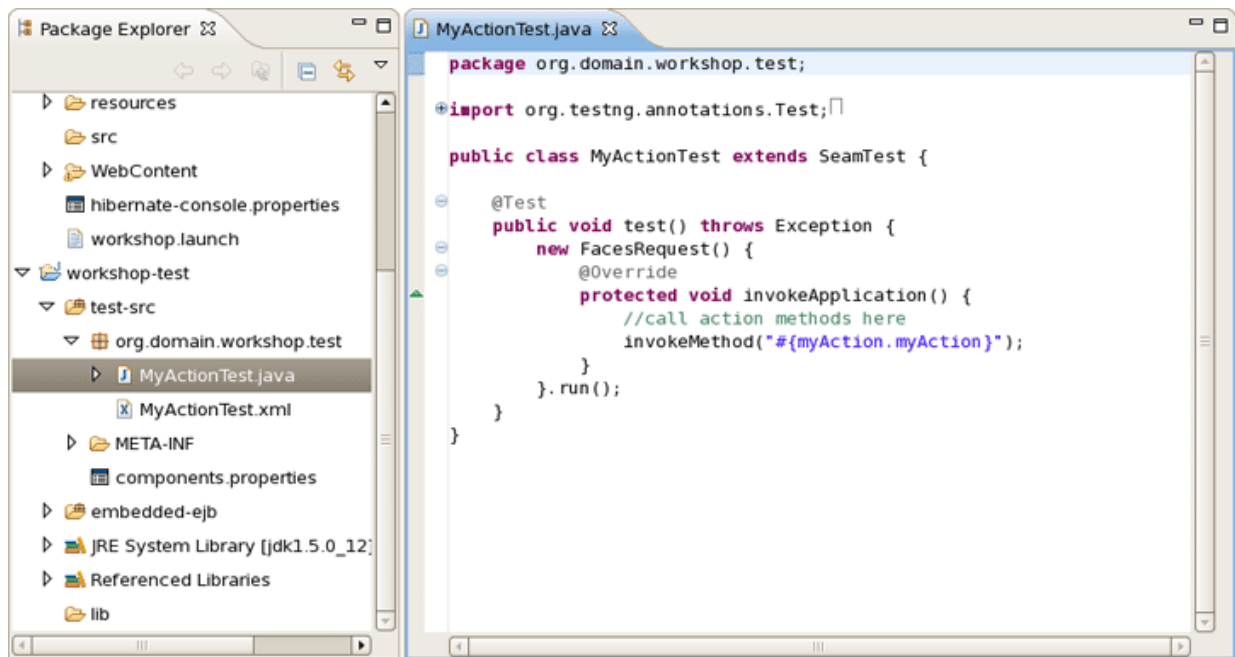 Package Explorer
resources
src
WebContent
hibernate-console.properties
workshop.launch
workshop-test
test-src
org.domain.workshop.test
MyActionTest.java
MyActionTest.xml
META-INF
components.properties
embedded-ejb
JRE System Library [jdk1.5.0_12]
Referenced Libraries
lib
MyActionTest.java
package org.domain.workshop.test;
import org.testng.annotations.Test;
public class MyActionTest extends SeamTest {
@Test
public void test() throws Exception {
new FacesRequest() {
@Override
protected void invokeApplication() {
//call action methods here
invokeMethod("#{myAction.myAction}");
}
}.run();
}
}